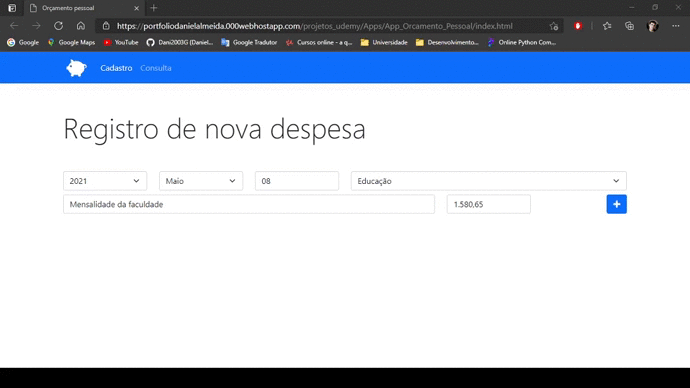 Orçamento pessoal
https://portfoliodanielalmeida.000webhostapp.com/projetos_udemy/Apps/App_Orcamento_Pessoal/index.html
Google Google Maps YouTube Dani2003G (Daniel... Google Tradutor Cursos online - a q... Universidade Desenvolvimento... Online Python Com...
Cadastro Consulta
Registro de nova despesa
2021 Maio 08 Educação
Mensalidade da faculdade 1.580,65 +